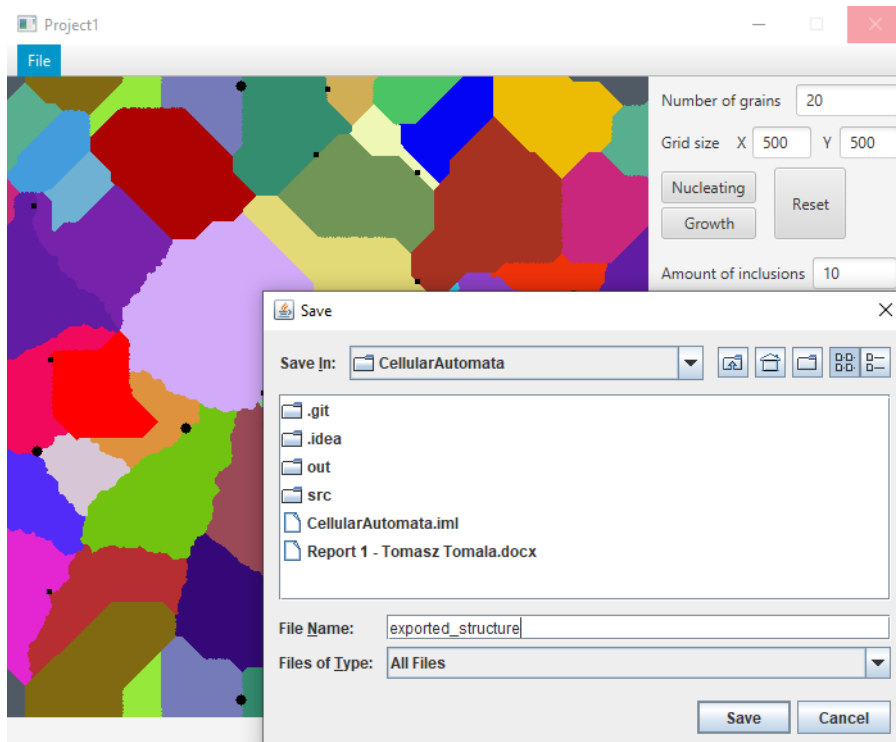 Project1
File
Number of grains 20
Grid size X 500 Y 500
Nucleating
Reset
Growth
Amount of inclusions 10
Save
Save In: CellularAutomata
.git
.idea
out
src
CellularAutomata.iml
Report 1 - Tomasz Tomala.docx
File Name: exported_structure
Files of Type: All Files
Save Cancel